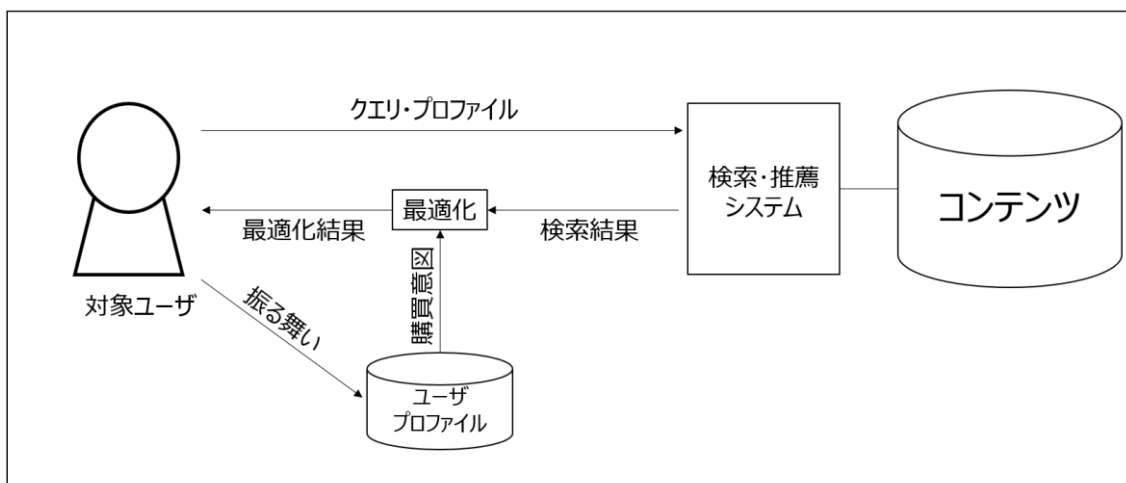 クエリ・プロファイル
検索・推薦
システム
コンテンツ
最適化
最適化結果
検索結果
対象ユーザ
振る舞い
購買意図
ユーザ
プロファイル